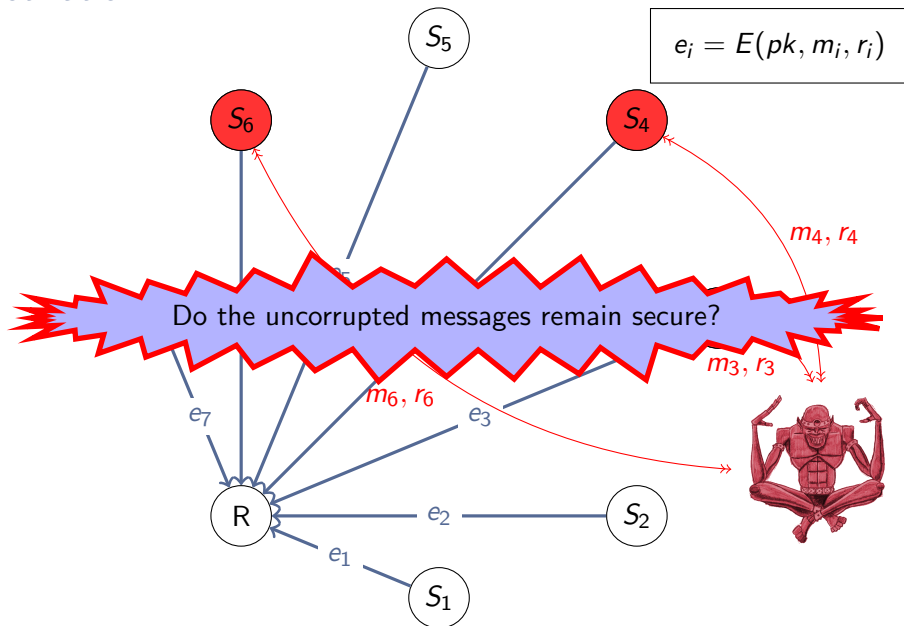 S₅
eᵢ = E(pk, mᵢ, rᵢ)
S₆
S₄
m₄, r₄
Do the uncorrupted messages remain secure?
m₃, r₃
m₆, r₆
e₇
e₃
R
e₂
S₂
e₁
S₁